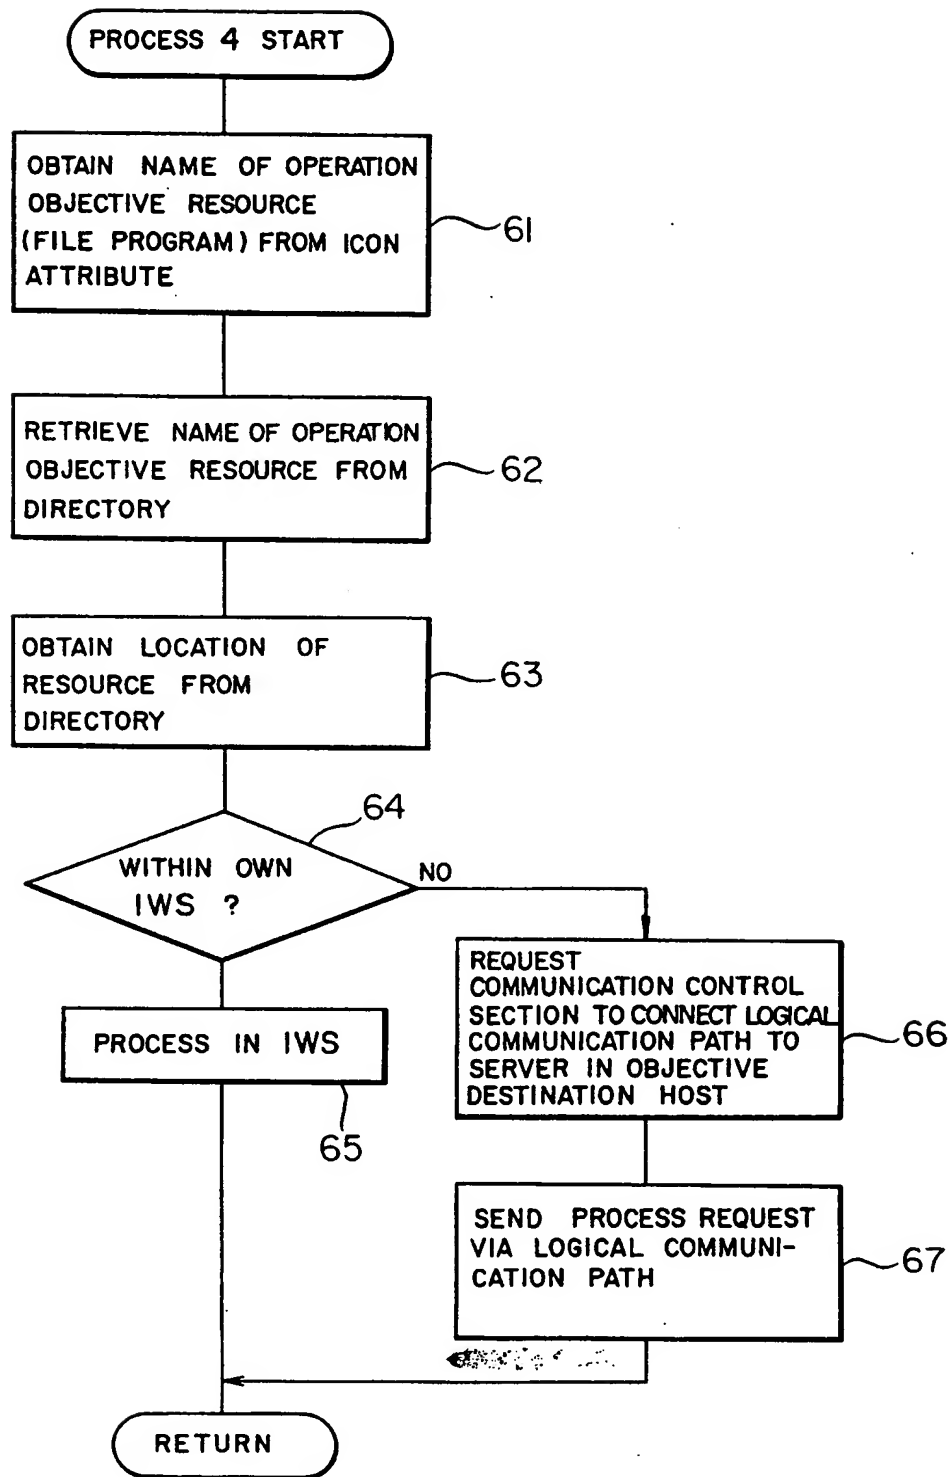 PROCESS 4 START
OBTAIN NAME OF OPERATION
OBJECTIVE RESOURCE
(FILE PROGRAM) FROM ICON
ATTRIBUTE
61
RETRIEVE NAME OF OPERATION
OBJECTIVE RESOURCE FROM
DIRECTORY
62
OBTAIN LOCATION OF
RESOURCE FROM
DIRECTORY
63
64
WITHIN OWN
IWS ?
NO
PROCESS IN IWS
65
REQUEST
COMMUNICATION CONTROL
SECTION TO CONNECT LOGICAL
COMMUNICATION PATH TO
SERVER IN OBJECTIVE
DESTINATION HOST
66
SEND PROCESS REQUEST
VIA LOGICAL COMMUNI-
CATION PATH
67
RETURN